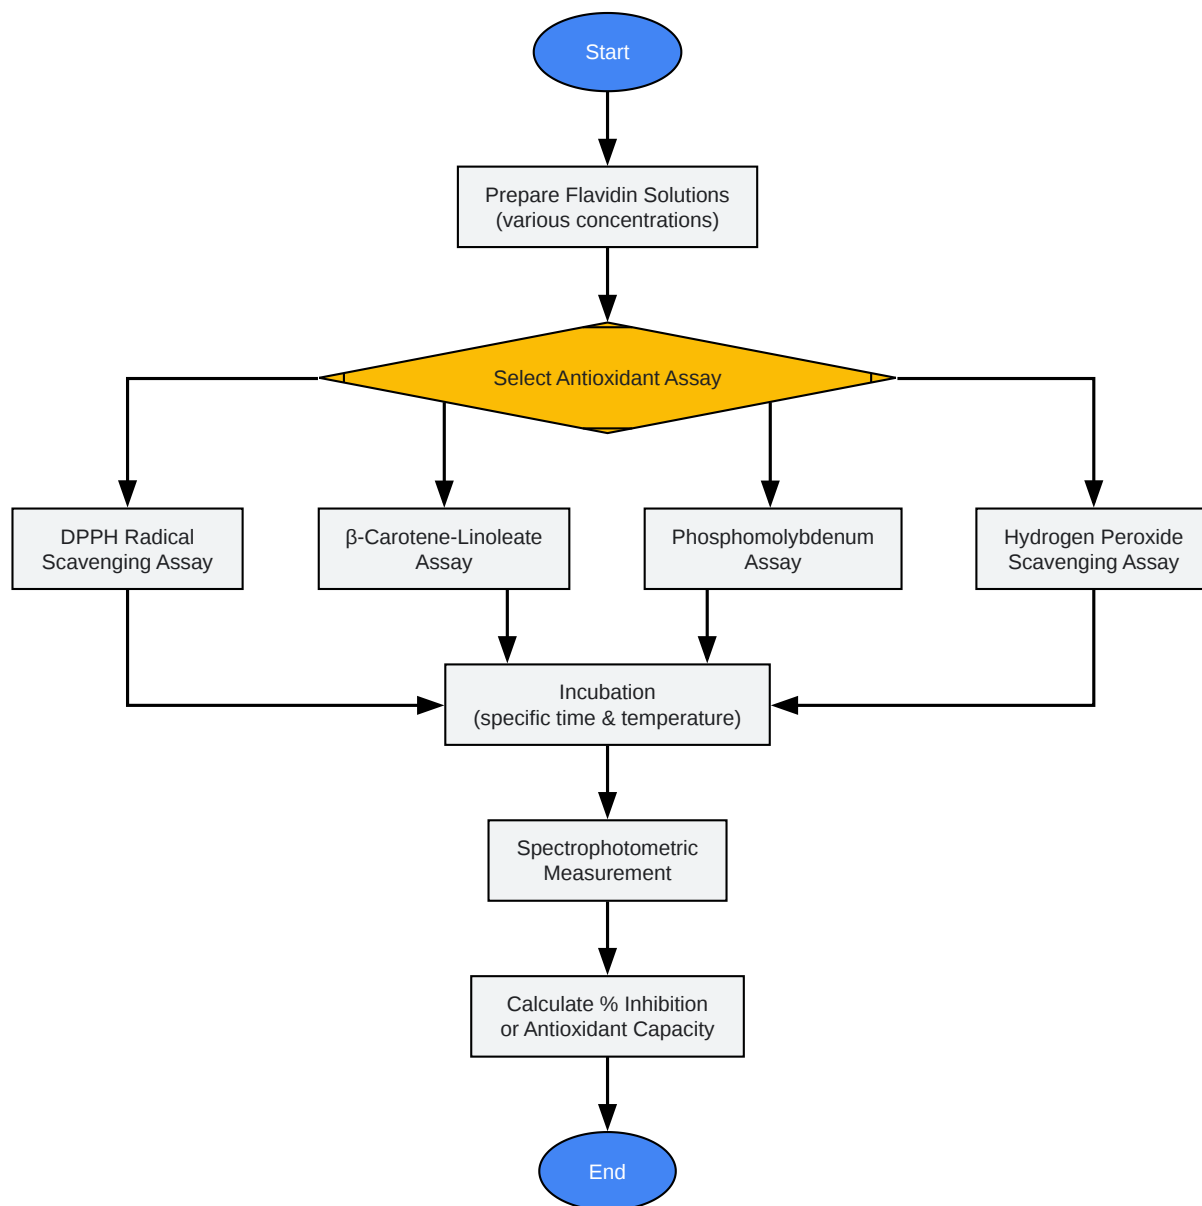 Start
Prepare Flavidin Solutions
(various concentrations)
Select Antioxidant Assay
DPPH Radical
Scavenging Assay
β-Carotene-Linoleate
Assay
Phosphomolybdenum
Assay
Hydrogen Peroxide
Scavenging Assay
Incubation
(specific time & temperature)
Spectrophotometric
Measurement
Calculate % Inhibition
or Antioxidant Capacity
End